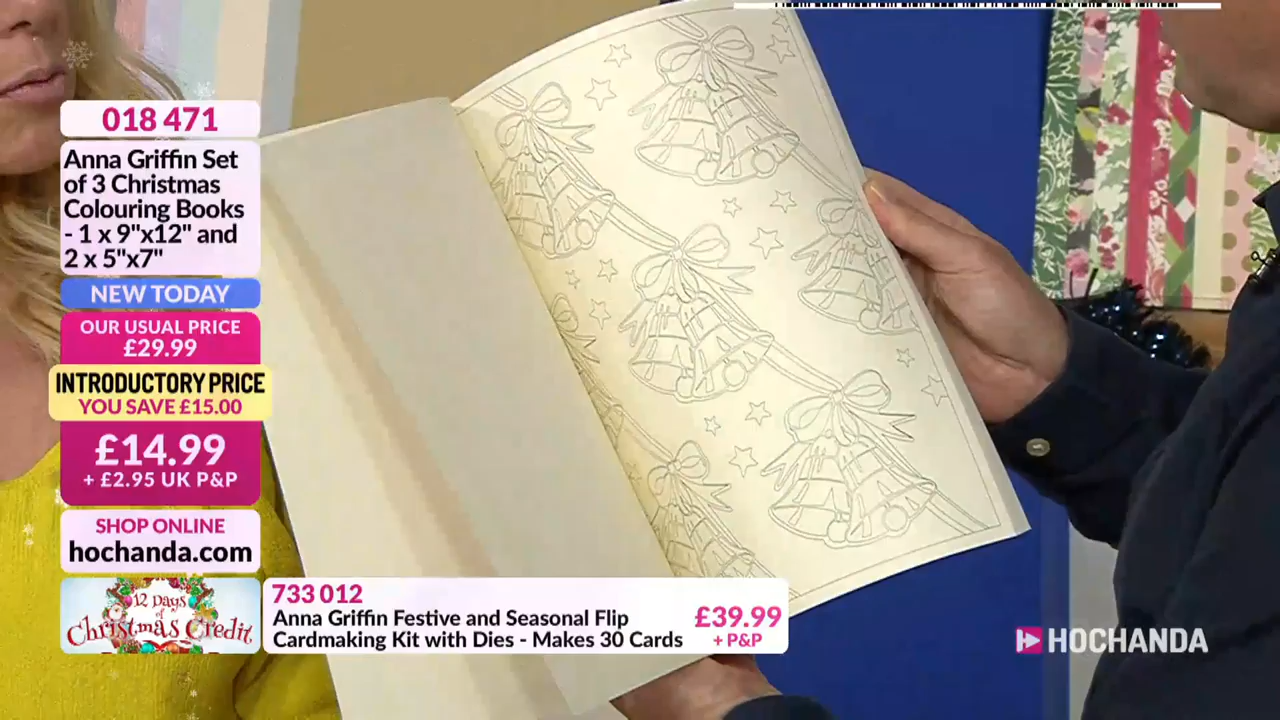 018 471
Anna Griffin Set
of 3 Christmas
Colouring Books
- 1 x 9"x12" and
2 x 5"x7"
NEW TODAY
OUR USUAL PRICE
£29.99
INTRODUCTORY PRICE
YOU SAVE £15.00
£14.99
+ £2.95 UK P&P
SHOP ONLINE
hochanda.com
12 Days
of
Christmas Credit
733 012
Anna Griffin Festive and Seasonal Flip
Cardmaking Kit with Dies - Makes 30 Cards
£39.99
+ P&P
HOCHANDA